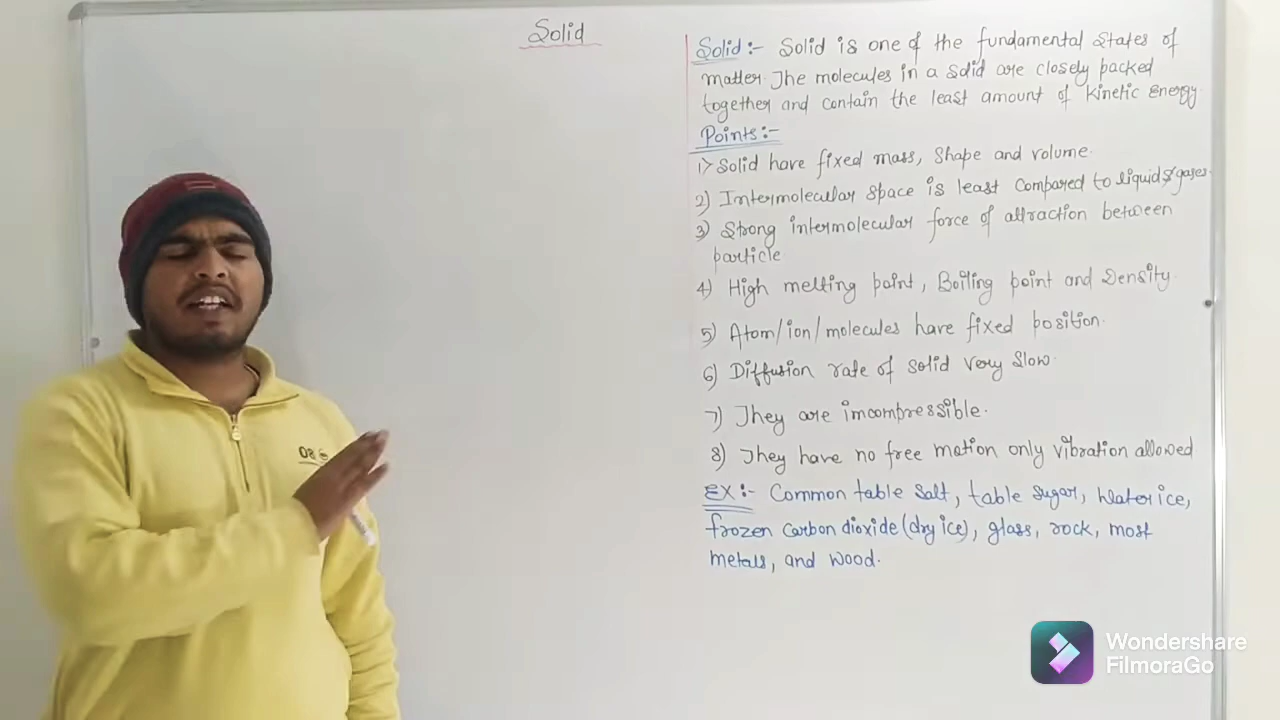 Solid
Solid:- Solid is one of the fundamental States of
matter. The molecules in a Solid are closely packed
together and contain the least amount of Kinetic Energy.
Points:-
1) Solid have fixed mass, Shape and volume.
2) Intermolecular space is least compared to liquid & gases.
3) Strong intermolecular force of attraction between
particle
4) High melting point, Boiling point and Density.
5) Atom/ion/molecules have fixed position.
6) Diffusion rate of solid very slow.
7) They are imcompressible.
8) They have no free motion only vibration allowed
EX:- Common table salt, table sugar, water ice,
frozen carbon dioxide (dry ice), glass, rock, most
metals, and wood.
08
Wondershare
FilmoraGo